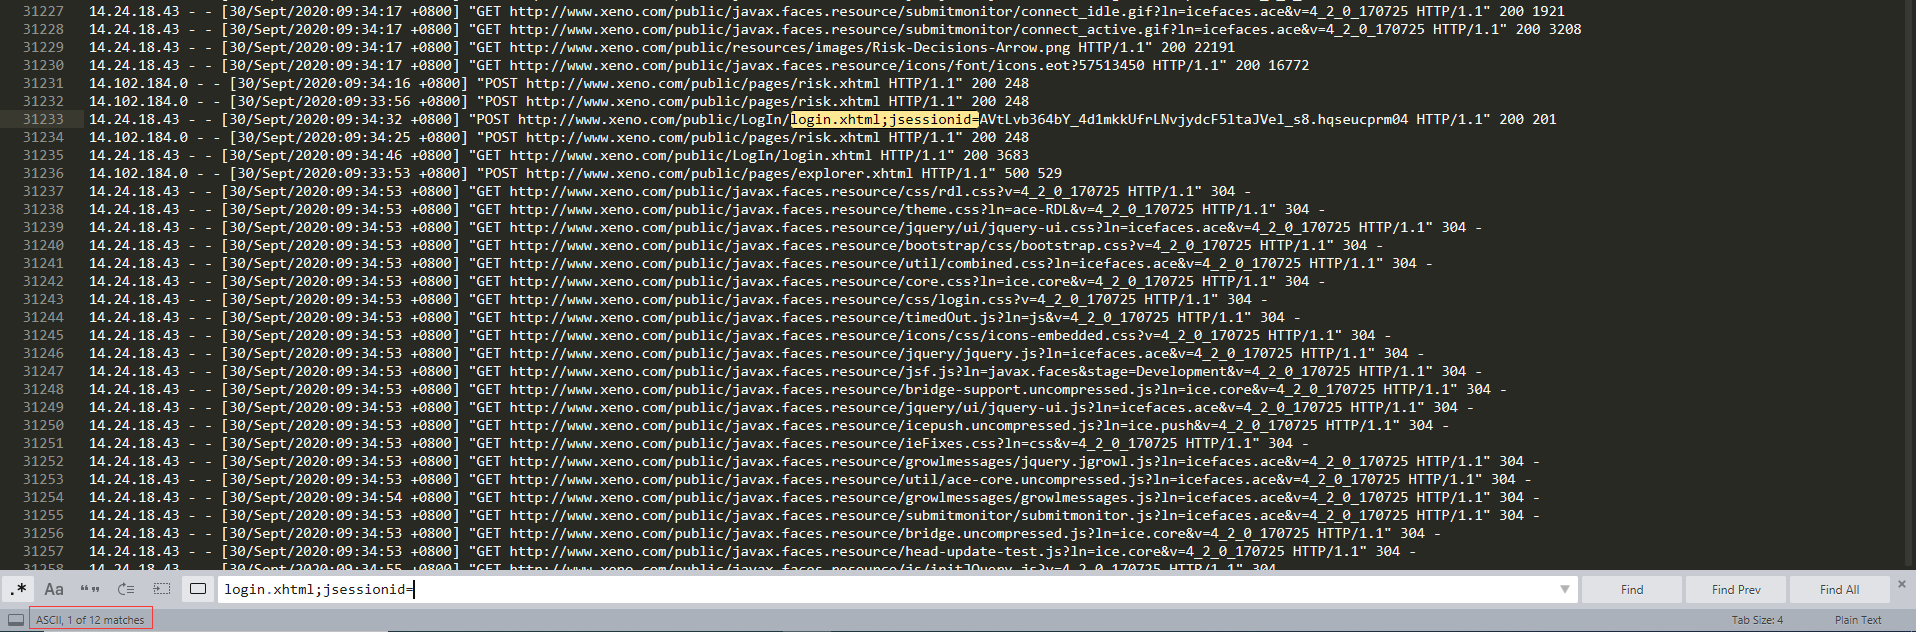 31227 14.24.18.43 - - [30/Sept/2020:09:34:17 +0800] "GET http://www.xeno.com/public/javax.faces.resource/submitmonitor/connect_idle.gif?ln=icefaces.ace&v=4_2_0_170725 HTTP/1.1" 200 1921
31228 14.24.18.43 - - [30/Sept/2020:09:34:17 +0800] "GET http://www.xeno.com/public/javax.faces.resource/submitmonitor/connect_active.gif?ln=icefaces.ace&v=4_2_0_170725 HTTP/1.1" 200 3208
31229 14.24.18.43 - - [30/Sept/2020:09:34:17 +0800] "GET http://www.xeno.com/public/resources/images/Risk-Decisions-Arrow.png HTTP/1.1" 200 22191
31230 14.24.18.43 - - [30/Sept/2020:09:34:17 +0800] "GET http://www.xeno.com/public/javax.faces.resource/icons/font/icons.eot?57513450 HTTP/1.1" 200 16772
31231 14.102.184.0 - - [30/Sept/2020:09:34:16 +0800] "POST http://www.xeno.com/public/pages/risk.xhtml HTTP/1.1" 200 248
31232 14.102.184.0 - - [30/Sept/2020:09:33:56 +0800] "POST http://www.xeno.com/public/pages/risk.xhtml HTTP/1.1" 200 248
31233 14.24.18.43 - - [30/Sept/2020:09:34:32 +0800] "POST http://www.xeno.com/public/LogIn/login.xhtml;jsessionid=AVtLvb364bY_4d1mkkUfrLNvjydcF5ltaJVel_s8.hqseucprm04 HTTP/1.1" 200 201
31234 14.102.184.0 - - [30/Sept/2020:09:34:25 +0800] "POST http://www.xeno.com/public/pages/risk.xhtml HTTP/1.1" 200 248
31235 14.24.18.43 - - [30/Sept/2020:09:34:46 +0800] "GET http://www.xeno.com/public/LogIn/login.xhtml HTTP/1.1" 200 3683
31236 14.102.184.0 - - [30/Sept/2020:09:33:53 +0800] "POST http://www.xeno.com/public/pages/explorer.xhtml HTTP/1.1" 500 529
31237 14.24.18.43 - - [30/Sept/2020:09:34:53 +0800] "GET http://www.xeno.com/public/javax.faces.resource/css/rdl.css?v=4_2_0_170725 HTTP/1.1" 304 -
31238 14.24.18.43 - - [30/Sept/2020:09:34:53 +0800] "GET http://www.xeno.com/public/javax.faces.resource/theme.css?ln=ace-RDL&v=4_2_0_170725 HTTP/1.1" 304 -
31239 14.24.18.43 - - [30/Sept/2020:09:34:53 +0800] "GET http://www.xeno.com/public/javax.faces.resource/jquery/ui/jquery-ui.css?ln=icefaces.ace&v=4_2_0_170725 HTTP/1.1" 304 -
31240 14.24.18.43 - - [30/Sept/2020:09:34:53 +0800] "GET http://www.xeno.com/public/javax.faces.resource/bootstrap/css/bootstrap.css?v=4_2_0_170725 HTTP/1.1" 304 -
31241 14.24.18.43 - - [30/Sept/2020:09:34:53 +0800] "GET http://www.xeno.com/public/javax.faces.resource/util/combined.css?ln=icefaces.ace&v=4_2_0_170725 HTTP/1.1" 304 -
31242 14.24.18.43 - - [30/Sept/2020:09:34:53 +0800] "GET http://www.xeno.com/public/javax.faces.resource/core.css?ln=ice.core&v=4_2_0_170725 HTTP/1.1" 304 -
31243 14.24.18.43 - - [30/Sept/2020:09:34:53 +0800] "GET http://www.xeno.com/public/javax.faces.resource/css/login.css?v=4_2_0_170725 HTTP/1.1" 304 -
31244 14.24.18.43 - - [30/Sept/2020:09:34:53 +0800] "GET http://www.xeno.com/public/javax.faces.resource/timedOut.js?ln=js&v=4_2_0_170725 HTTP/1.1" 304 -
31245 14.24.18.43 - - [30/Sept/2020:09:34:53 +0800] "GET http://www.xeno.com/public/javax.faces.resource/icons/css/icons-embedded.css?v=4_2_0_170725 HTTP/1.1" 304 -
31246 14.24.18.43 - - [30/Sept/2020:09:34:53 +0800] "GET http://www.xeno.com/public/javax.faces.resource/jquery/jquery.js?ln=icefaces.ace&v=4_2_0_170725 HTTP/1.1" 304 -
31247 14.24.18.43 - - [30/Sept/2020:09:34:53 +0800] "GET http://www.xeno.com/public/javax.faces.resource/jsf.js?ln=javax.faces&stage=Development&v=4_2_0_170725 HTTP/1.1" 304 -
31248 14.24.18.43 - - [30/Sept/2020:09:34:53 +0800] "GET http://www.xeno.com/public/javax.faces.resource/bridge-support.uncompressed.js?ln=ice.core&v=4_2_0_170725 HTTP/1.1" 304 -
31249 14.24.18.43 - - [30/Sept/2020:09:34:53 +0800] "GET http://www.xeno.com/public/javax.faces.resource/jquery/ui/jquery-ui.js?ln=icefaces.ace&v=4_2_0_170725 HTTP/1.1" 304 -
31250 14.24.18.43 - - [30/Sept/2020:09:34:53 +0800] "GET http://www.xeno.com/public/javax.faces.resource/icepush.uncompressed.js?ln=ice.push&v=4_2_0_170725 HTTP/1.1" 304 -
31251 14.24.18.43 - - [30/Sept/2020:09:34:53 +0800] "GET http://www.xeno.com/public/javax.faces.resource/ieFixes.css?ln=css&v=4_2_0_170725 HTTP/1.1" 304 -
31252 14.24.18.43 - - [30/Sept/2020:09:34:53 +0800] "GET http://www.xeno.com/public/javax.faces.resource/growlmessages/jquery.jgrowl.js?ln=icefaces.ace&v=4_2_0_170725 HTTP/1.1" 304 -
31253 14.24.18.43 - - [30/Sept/2020:09:34:53 +0800] "GET http://www.xeno.com/public/javax.faces.resource/util/ace-core.uncompressed.js?ln=icefaces.ace&v=4_2_0_170725 HTTP/1.1" 304 -
31254 14.24.18.43 - - [30/Sept/2020:09:34:54 +0800] "GET http://www.xeno.com/public/javax.faces.resource/growlmessages/growlmessages.js?ln=icefaces.ace&v=4_2_0_170725 HTTP/1.1" 304 -
31255 14.24.18.43 - - [30/Sept/2020:09:34:53 +0800] "GET http://www.xeno.com/public/javax.faces.resource/submitmonitor/submitmonitor.js?ln=icefaces.ace&v=4_2_0_170725 HTTP/1.1" 304 -
31256 14.24.18.43 - - [30/Sept/2020:09:34:53 +0800] "GET http://www.xeno.com/public/javax.faces.resource/bridge.uncompressed.js?ln=ice.core&v=4_2_0_170725 HTTP/1.1" 304 -
31257 14.24.18.43 - - [30/Sept/2020:09:34:53 +0800] "GET http://www.xeno.com/public/javax.faces.resource/head-update-test.js?ln=ice.core&v=4_2_0_170725 HTTP/1.1" 304 -
31258 14.24.18.43 - - [30/Sept/2020:09:34:55 +0800] "GET http://www.xeno.com/public/javax.faces.resource/js/initJQuery.js?v=4_2_0_170725 HTTP/1.1" 304
.* Aa “” login.xhtml;jsessionid= Find Find Prev Find All ×
ASCII, 1 of 12 matches Tab Size: 4 Plain Text